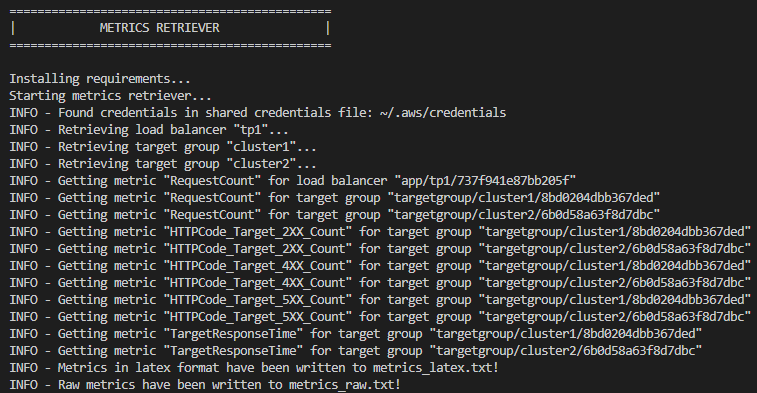 ==============================================
|            METRICS RETRIEVER               |
==============================================
Installing requirements...
Starting metrics retriever...
INFO - Found credentials in shared credentials file: ~/.aws/credentials
INFO - Retrieving load balancer "tp1"...
INFO - Retrieving target group "cluster1"...
INFO - Retrieving target group "cluster2"...
INFO - Getting metric "RequestCount" for load balancer "app/tp1/737f941e87bb205f"
INFO - Getting metric "RequestCount" for target group "targetgroup/cluster1/8bd0204dbb367ded"
INFO - Getting metric "RequestCount" for target group "targetgroup/cluster2/6b0d58a63f8d7dbc"
INFO - Getting metric "HTTPCode_Target_2XX_Count" for target group "targetgroup/cluster1/8bd0204dbb367ded"
INFO - Getting metric "HTTPCode_Target_2XX_Count" for target group "targetgroup/cluster2/6b0d58a63f8d7dbc"
INFO - Getting metric "HTTPCode_Target_4XX_Count" for target group "targetgroup/cluster1/8bd0204dbb367ded"
INFO - Getting metric "HTTPCode_Target_4XX_Count" for target group "targetgroup/cluster2/6b0d58a63f8d7dbc"
INFO - Getting metric "HTTPCode_Target_5XX_Count" for target group "targetgroup/cluster1/8bd0204dbb367ded"
INFO - Getting metric "HTTPCode_Target_5XX_Count" for target group "targetgroup/cluster2/6b0d58a63f8d7dbc"
INFO - Getting metric "TargetResponseTime" for target group "targetgroup/cluster1/8bd0204dbb367ded"
INFO - Getting metric "TargetResponseTime" for target group "targetgroup/cluster2/6b0d58a63f8d7dbc"
INFO - Metrics in latex format have been written to metrics_latex.txt!
INFO - Raw metrics have been written to metrics_raw.txt!